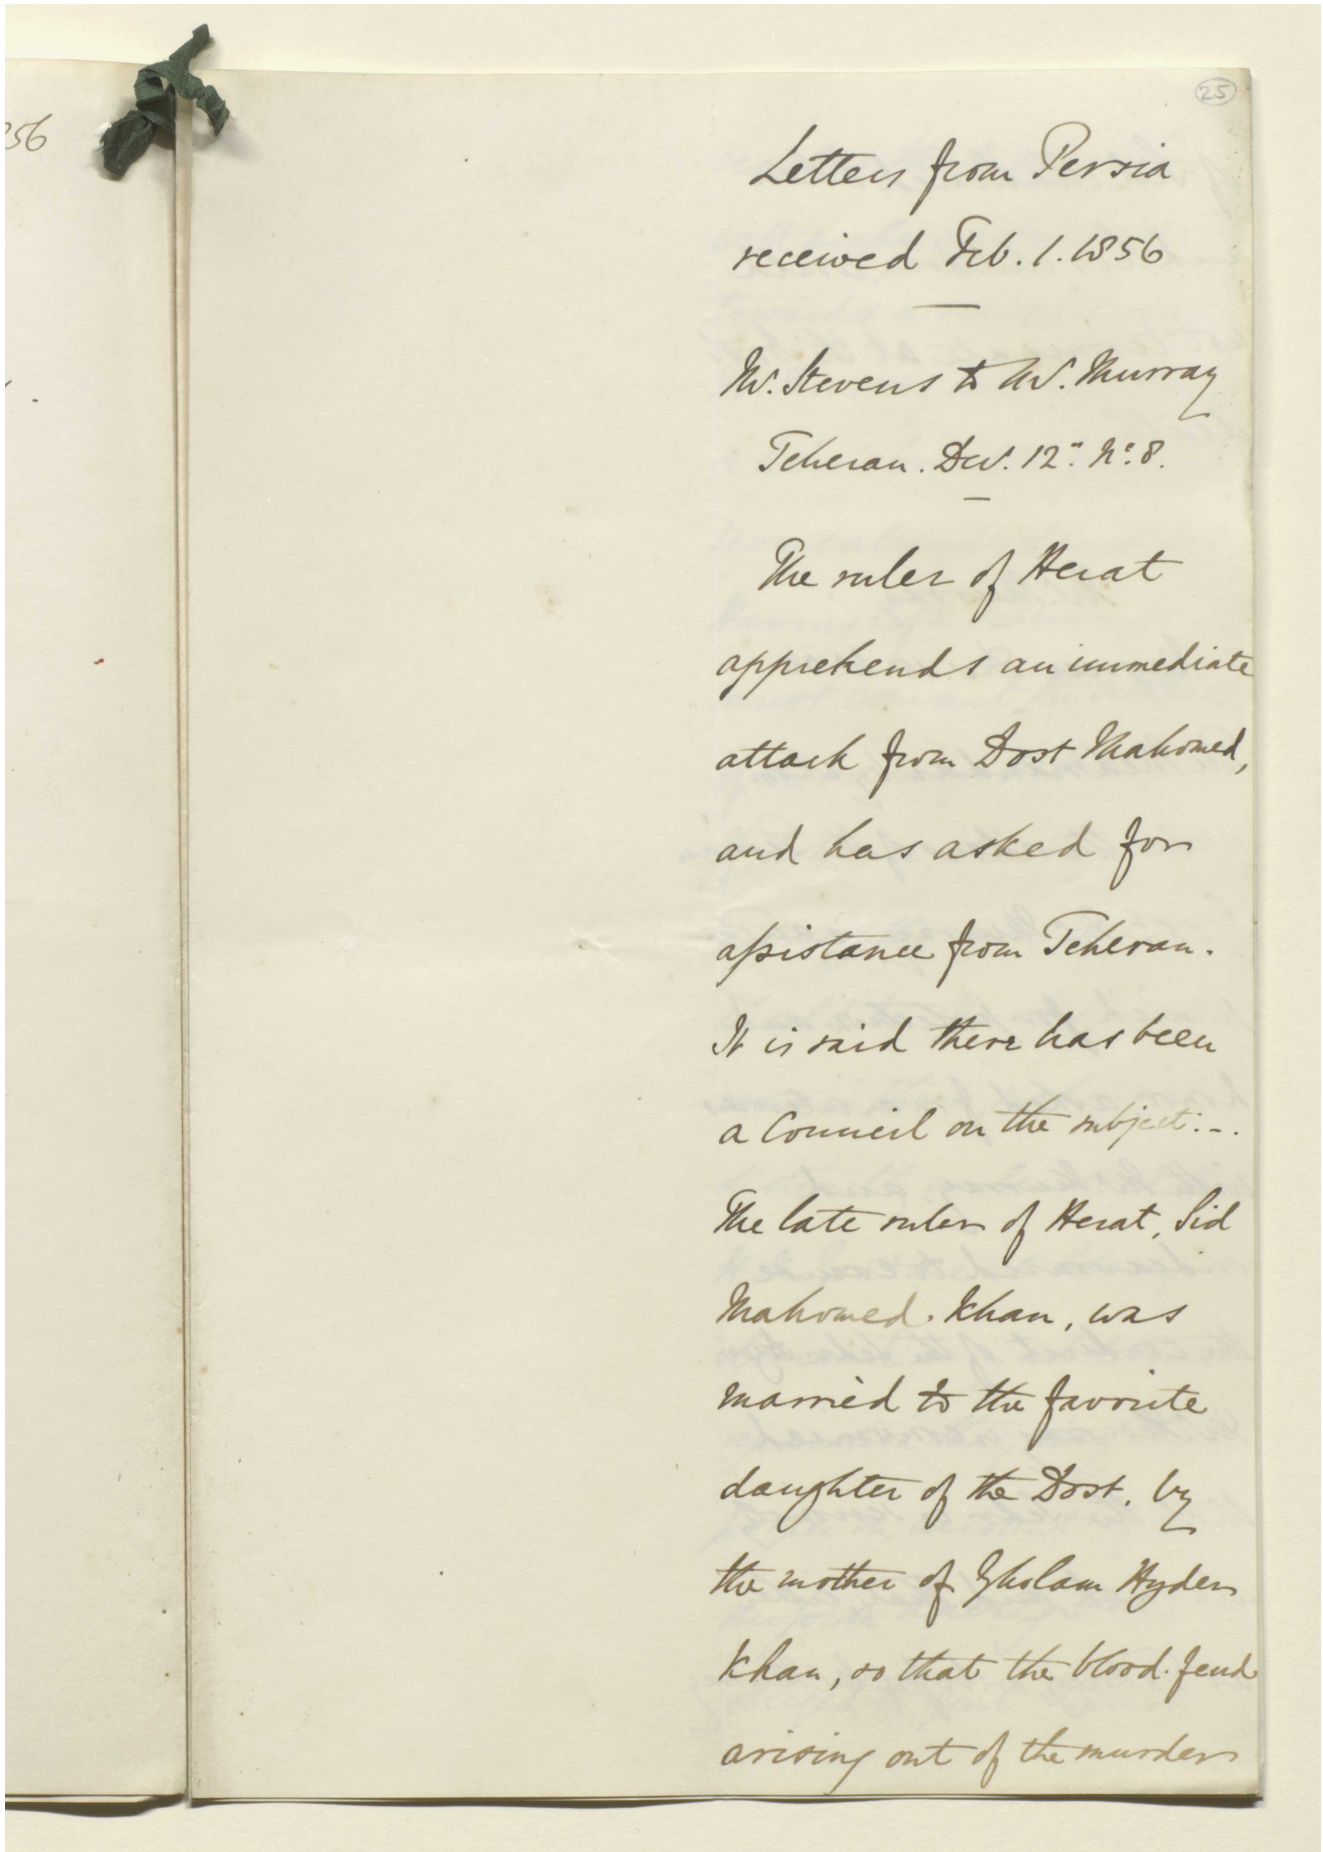 256
25
Letters from Persia
received Feb. 1. 1856
Mr. Stevens to Mr. Murray
Teheran. Decr. 12". No. 8.
The ruler of Herat
apprehends an immediate
attack from Dost Mahomed,
and has asked for
assistance from Teheran.
It is said there has been
a Council on the subject:-.
The late ruler of Herat, Sid
Mahomed. Khan, was
married to the favorite
daughter of the Dost, by
the mother of Gholam Hyder
Khan, so that the blood-feud
arising out of the murder